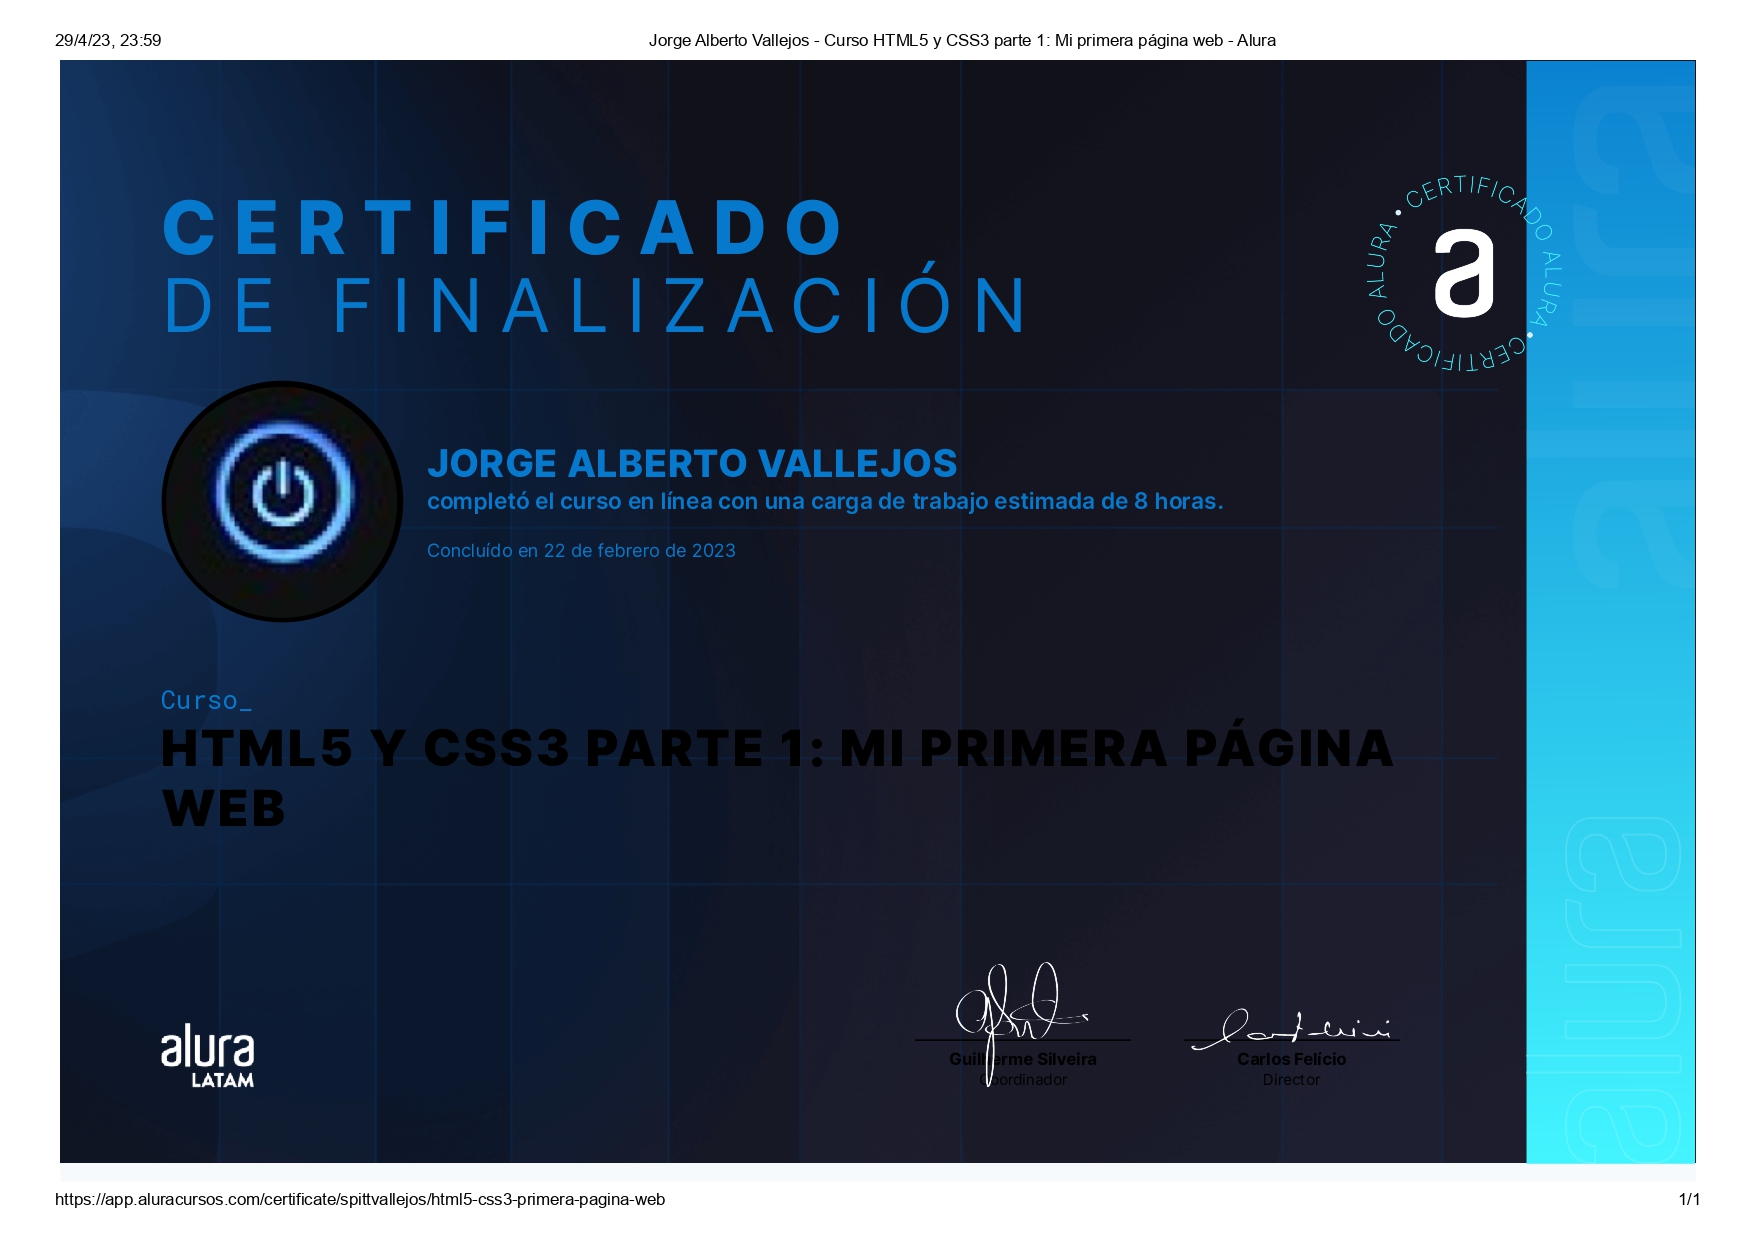 29/4/23, 23:59
Jorge Alberto Vallejos - Curso HTML5 y CSS3 parte 1: Mi primera página web - Alura
CERTIFICADO
DE FINALIZACIÓN
CERTIFICADO ALURA • CERTIFICADO ALURA •
a
JORGE ALBERTO VALLEJOS
completó el curso en línea con una carga de trabajo estimada de 8 horas.
Concluído en 22 de febrero de 2023
Curso_
HTML5 Y CSS3 PARTE 1: MI PRIMERA PÁGINA
WEB
alura
LATAM
Guilherme Silveira
Coordinador
Carlos Felício
Director
alura
alura
https://app.aluracursos.com/certificate/spittvallejos/html5-css3-primera-pagina-web
1/1